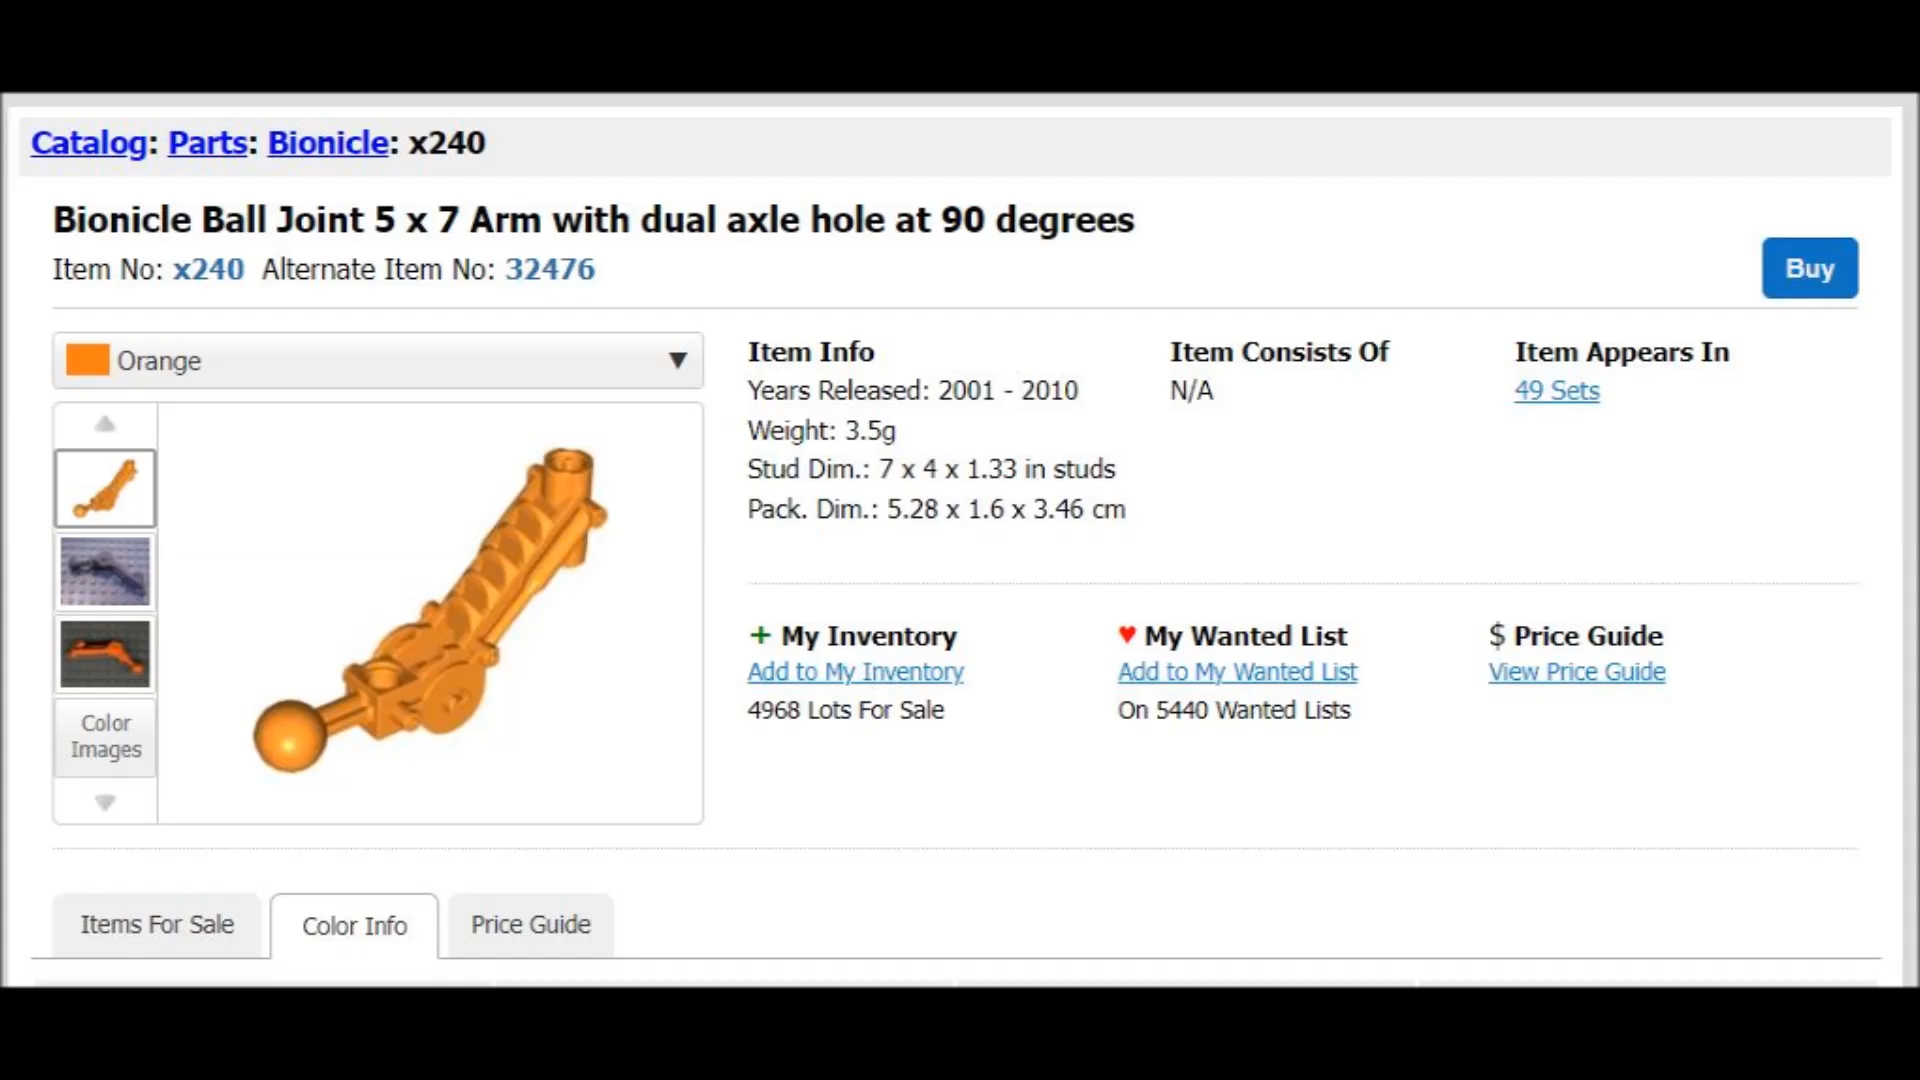 Catalog: Parts: Bionicle: x240
Bionicle Ball Joint 5 x 7 Arm with dual axle hole at 90 degrees
Item No: x240 Alternate Item No: 32476
Buy
Orange
Color
Images
Item Info
Years Released: 2001 - 2010
Weight: 3.5g
Stud Dim.: 7 x 4 x 1.33 in studs
Pack. Dim.: 5.28 x 1.6 x 3.46 cm
Item Consists Of
N/A
Item Appears In
49 Sets
+ My Inventory
Add to My Inventory
4968 Lots For Sale
♥ My Wanted List
Add to My Wanted List
On 5440 Wanted Lists
$ Price Guide
View Price Guide
Items For Sale
Color Info
Price Guide